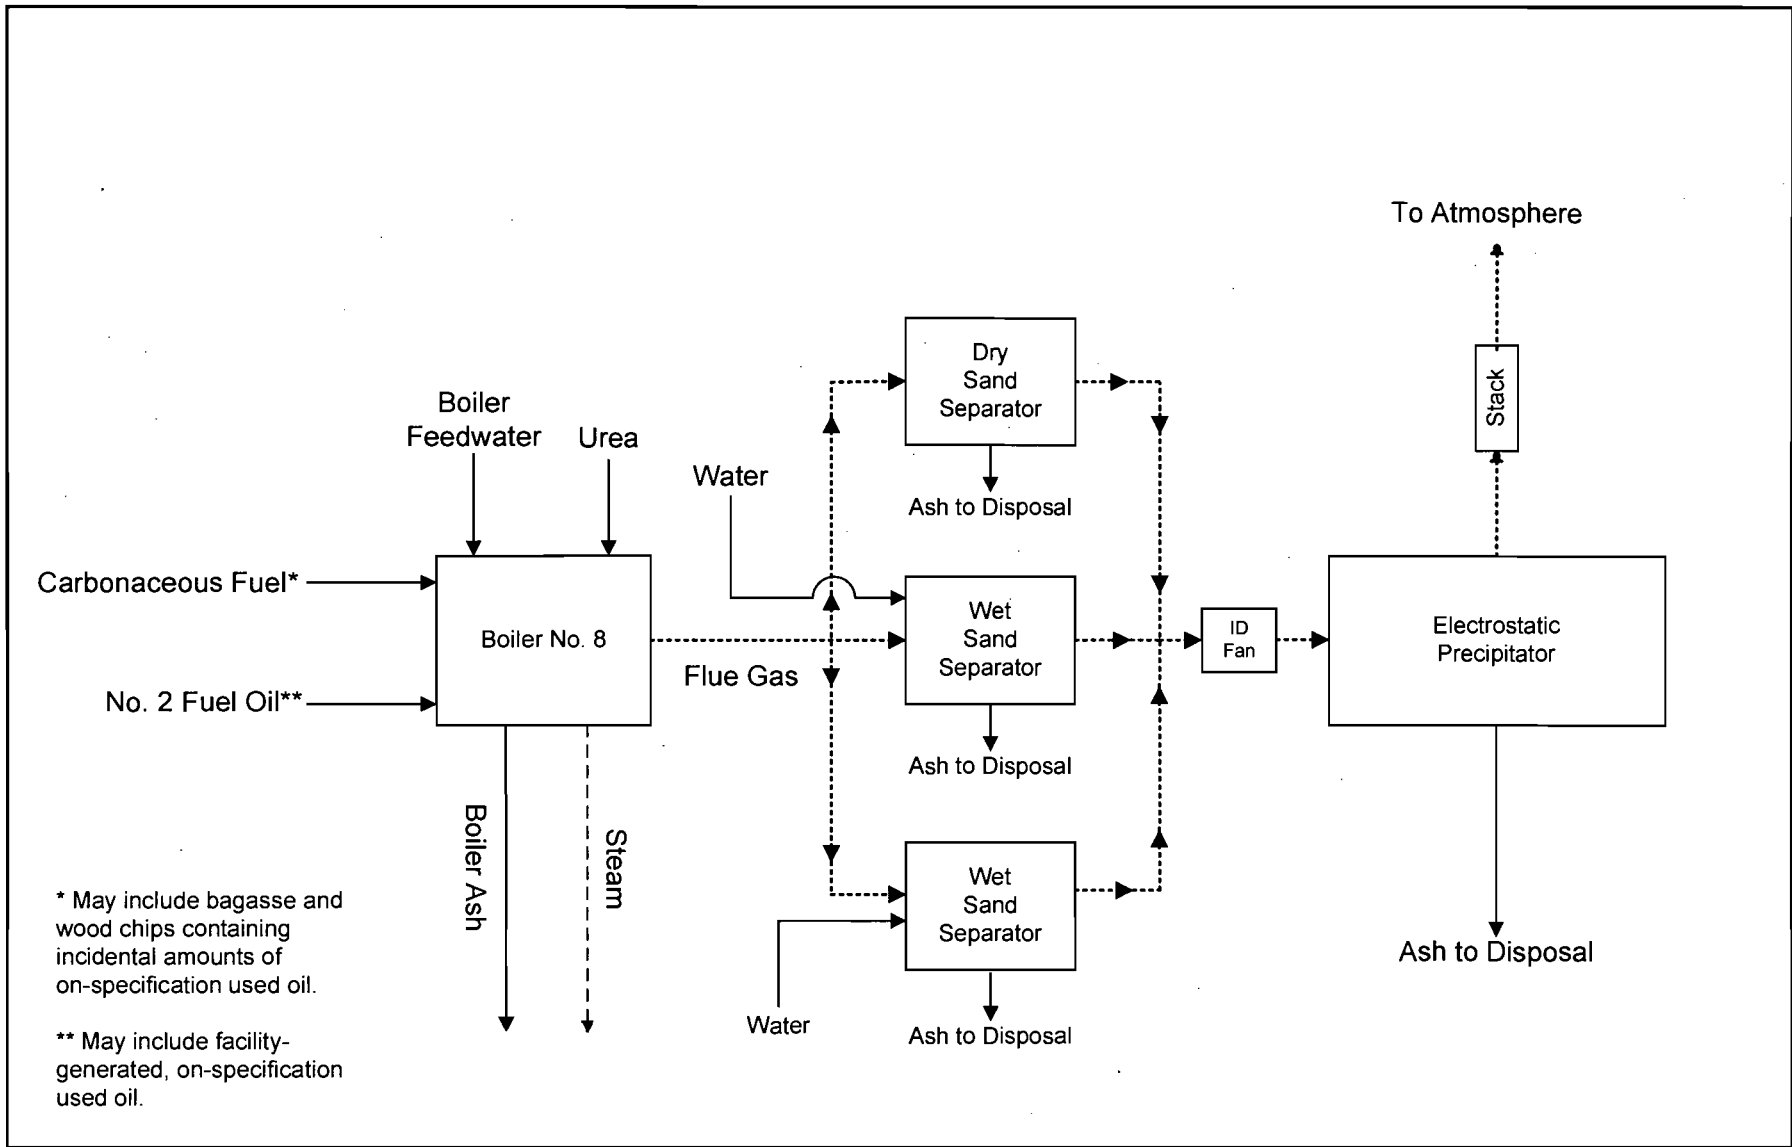 To Atmosphere
Stack
Dry
Sand
Separator
Ash to Disposal
Boiler
Feedwater
Urea
Water
Carbonaceous Fuel*
No. 2 Fuel Oil**
Boiler No. 8
Flue Gas
Wet
Sand
Separator
Ash to Disposal
ID
Fan
Electrostatic
Precipitator
Boiler Ash
Steam
Wet
Sand
Separator
Water
Ash to Disposal
Ash to Disposal
* May include bagasse and
wood chips containing
incidental amounts of
on-specification used oil.
** May include facility-
generated, on-specification
used oil.